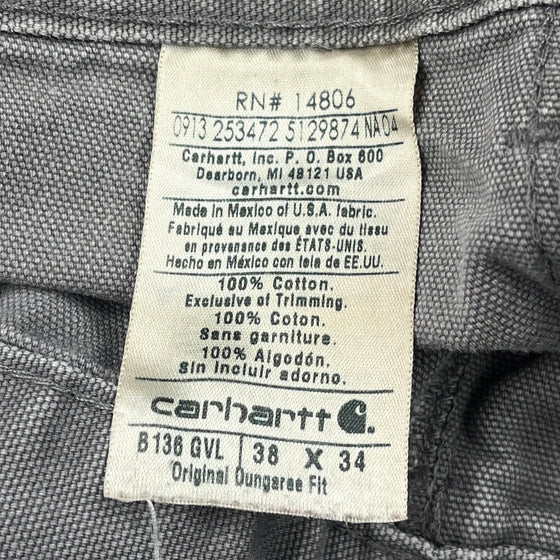 RN# 14806
0913 253472 5129874 NA04
Carhartt, Inc. P. O. Box 600
Dearborn, MI 48121 USA
carhartt.com
Made in Mexico of U.S.A. fabric.
Fabriqué au Mexique avec du tissu
en provenance des ÉTATS-UNIS.
Hecho en México con tela de EE.UU.
100% Cotton.
Exclusive of Trimming.
100% Coton.
Sans garniture.
100% Algodón.
Sin incluir adorno.
carhartt
B136 GVL 38 X 34
Original Dungaree Fit